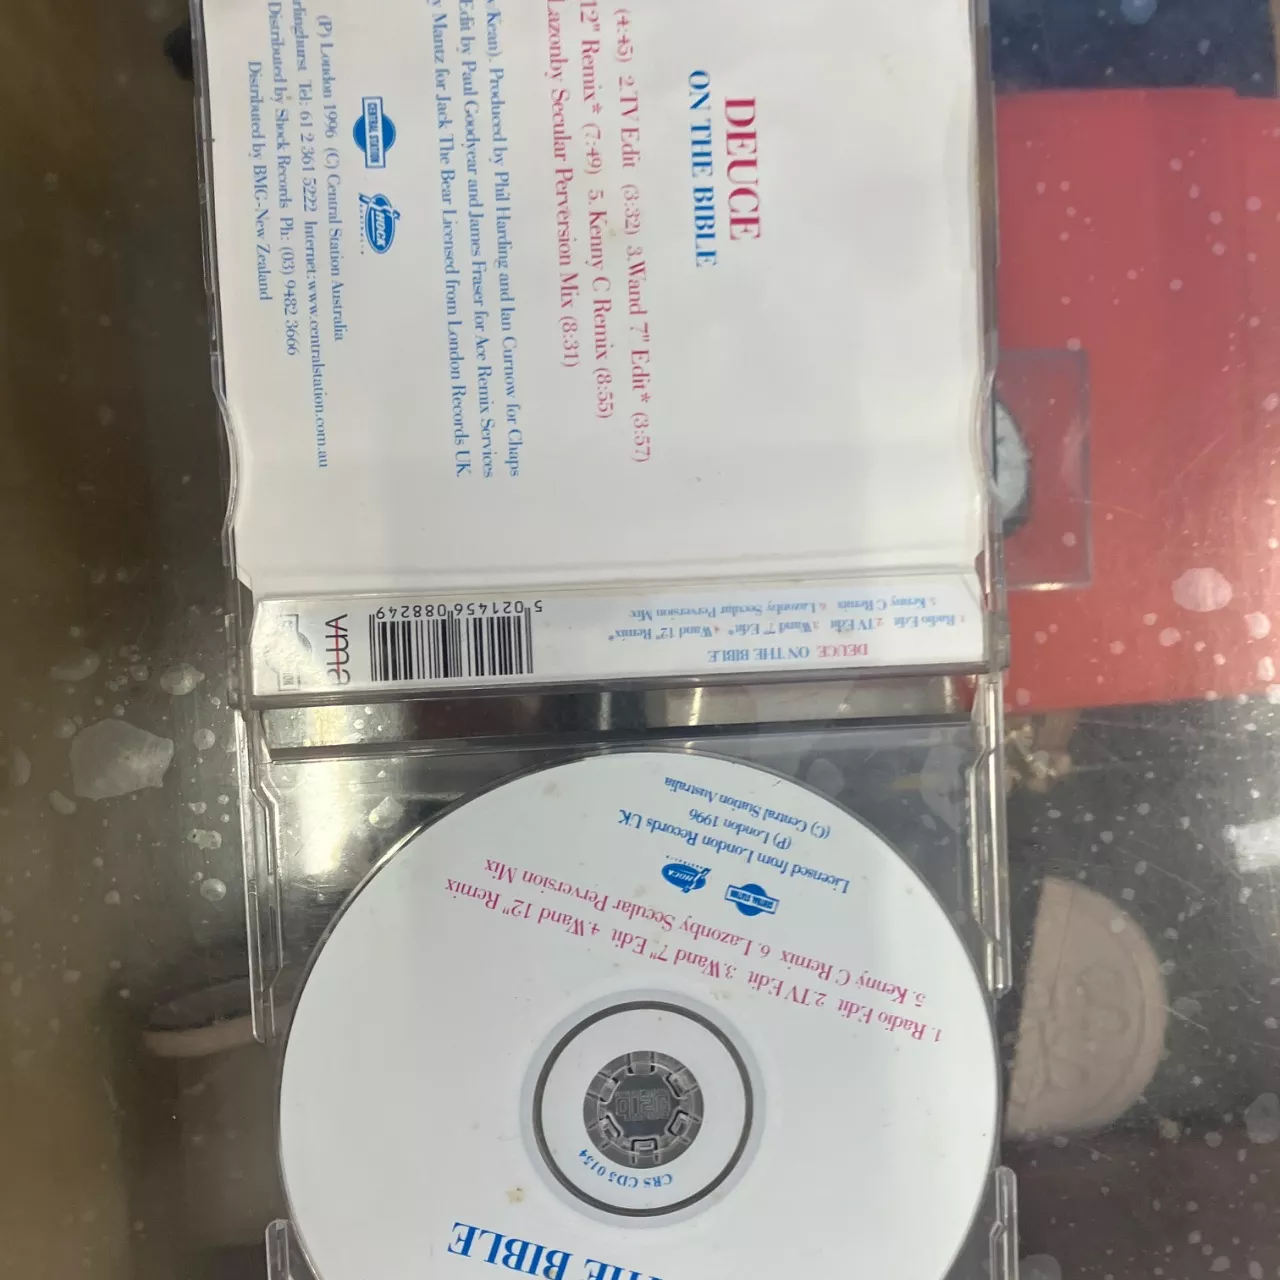 DEUCE
ON THE BIBLE
(4:45) 2.TV Edit (3:32) 3.Wand 7" Edit* (3:57)
12" Remix* (7:49) 5. Kenny C Remix (8:55)
Lazonby Secular Perversion Mix (8:31)
Kean). Produced by Phil Harding and Ian Curnow for Chaps
Edit by Paul Goodyear and James Fraser for Ace Remix Services
y Mantz for Jack The Bear Licensed from London Records UK.
CENTRAL STATION
SHOCK
(P) London 1996 (C) Central Station Australia
arlinghurst Tel: 61 2 361 5222 Internet:www.centralstation.com.au
Distributed by Shock Records Ph: (03) 9482 3666
Distributed by BMG-New Zealand
DEUCE ON THE BIBLE
1. Radio Edit 2.TV Edit 3.Wand 7" Edit* 4.Wand 12" Remix*
5. Kenny C Remix 6. Lazonby Secular Perversion Mix
5 021456 088249
THE BIBLE
CRS CD5 0154
1. Radio Edit 2.TV Edit 3.Wand 7" Edit 4.Wand 12" Remix
5. Kenny C Remix 6. Lazonby Secular Perversion Mix
CENTRAL STATION
SHOCK
Licensed from London Records UK
(P) London 1996
(C) Central Station Australia